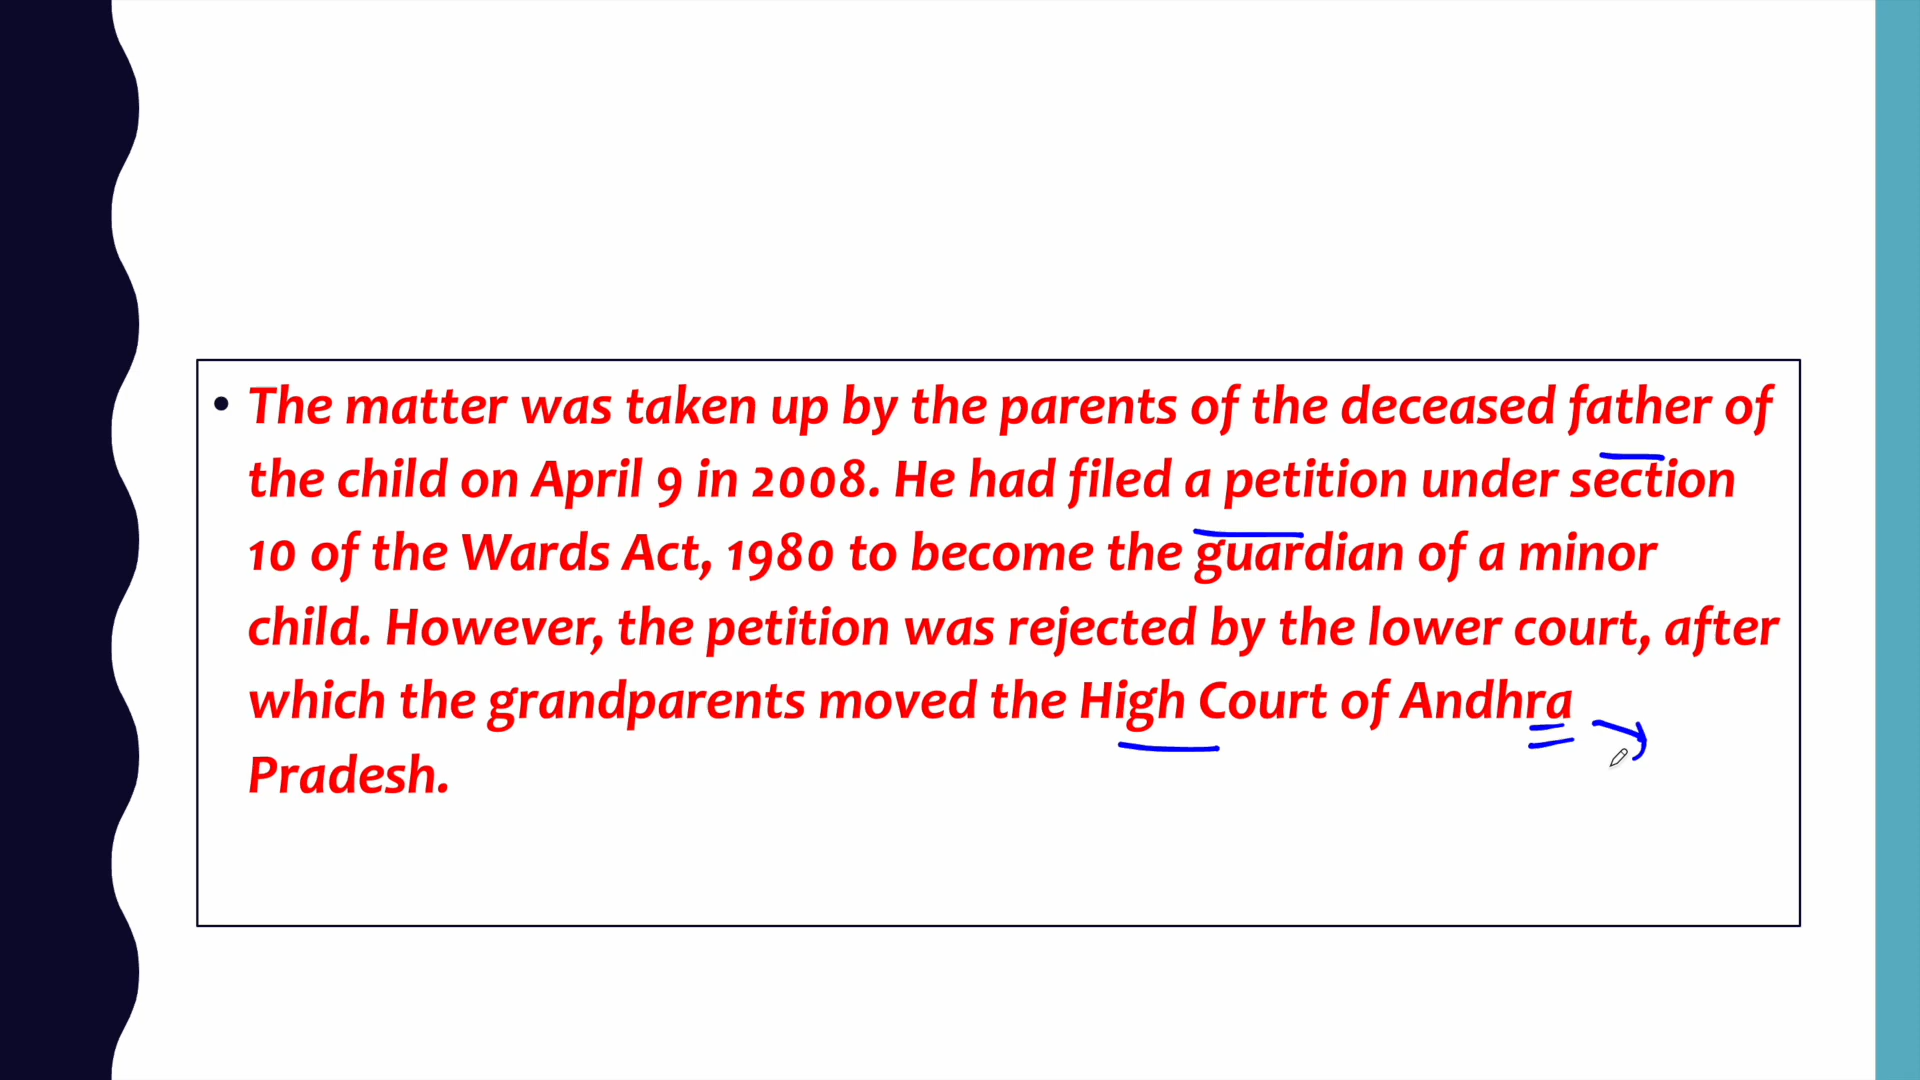 • The matter was taken up by the parents of the deceased father of
the child on April 9 in 2008. He had filed a petition under section
10 of the Wards Act, 1980 to become the guardian of a minor
child. However, the petition was rejected by the lower court, after
which the grandparents moved the High Court of Andhra
Pradesh.